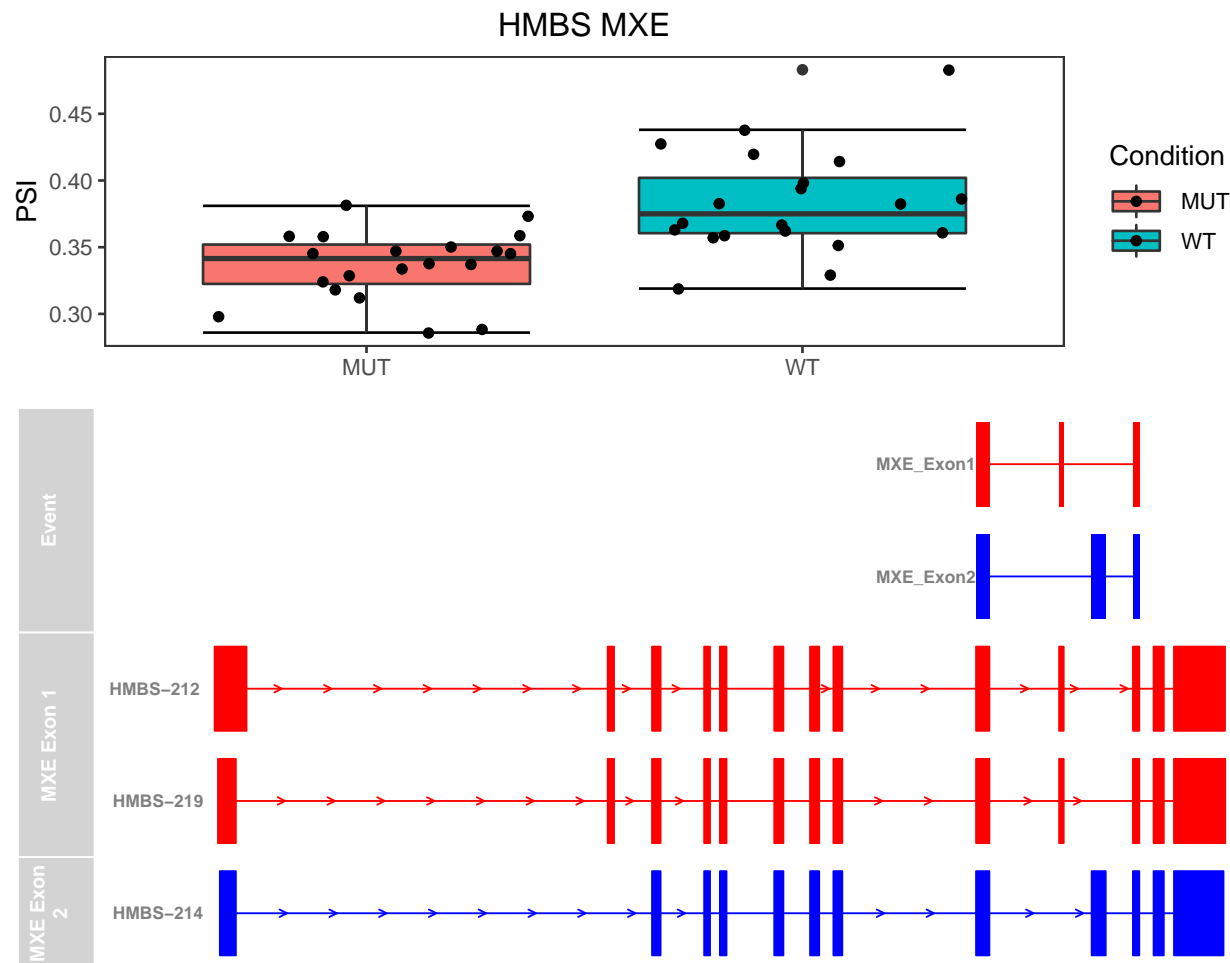 HMBS MXE
PSI
0.45
0.40
0.35
0.30
MUT
WT
Condition
MUT
WT
Event
MXE_Exon1
MXE_Exon2
MXE Exon 1
HMBS−212
HMBS−219
MXE Exon
2
HMBS−214